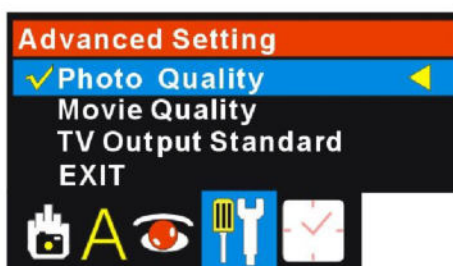 Advanced Setting
Photo Quality
Movie Quality
TV Output Standard
EXIT
A